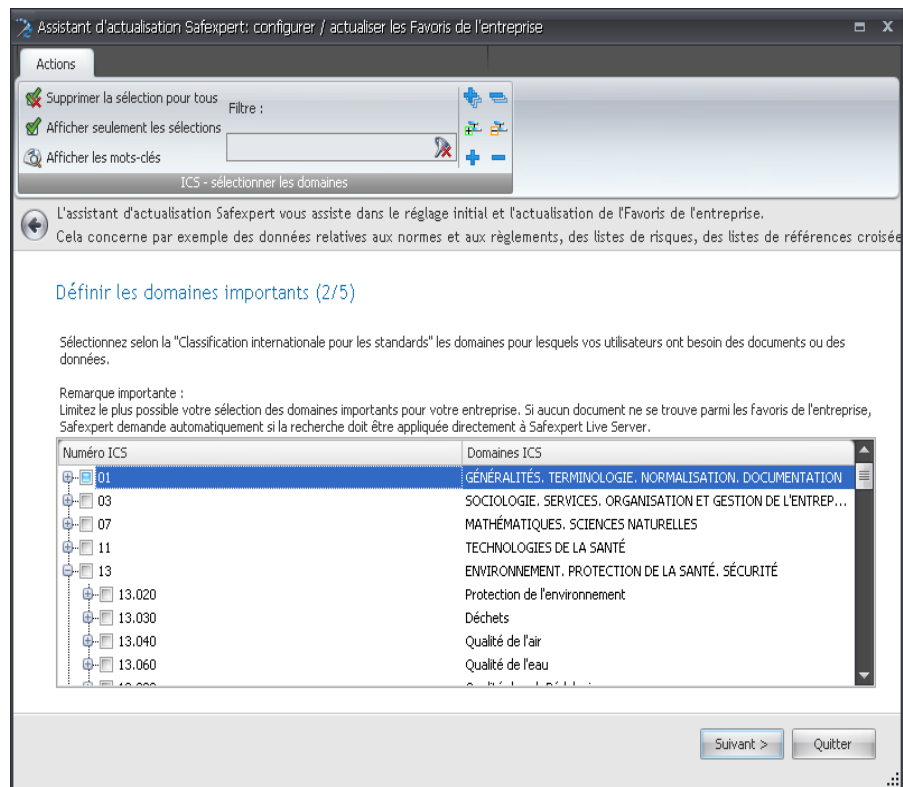 Assistant d'actualisation Safexpert: configurer / actualiser les Favoris de l'entreprise
Actions
Supprimer la sélection pour tous
Filtre :
Afficher seulement les sélections
Afficher les mots-clés
ICS - sélectionner les domaines
L'assistant d'actualisation Safexpert vous assiste dans le réglage initial et l'actualisation de l'Favoris de l'entreprise.
Cela concerne par exemple des données relatives aux normes et aux règlements, des listes de risques, des listes de références croisée
Définir les domaines importants (2/5)
Sélectionnez selon la "Classification internationale pour les standards" les domaines pour lesquels vos utilisateurs ont besoin des documents ou des
données.
Remarque importante :
Limitez le plus possible votre sélection des domaines importants pour votre entreprise. Si aucun document ne se trouve parmi les favoris de l'entreprise,
Safexpert demande automatiquement si la recherche doit être appliquée directement à Safexpert Live Server.
Numéro ICS Domaines ICS
01 GÉNÉRALITÉS. TERMINOLOGIE. NORMALISATION. DOCUMENTATION
03 SOCIOLOGIE. SERVICES. ORGANISATION ET GESTION DE L'ENTREP...
07 MATHÉMATIQUES. SCIENCES NATURELLES
11 TECHNOLOGIES DE LA SANTÉ
13 ENVIRONNEMENT. PROTECTION DE LA SANTÉ. SÉCURITÉ
13.020 Protection de l'environnement
13.030 Déchets
13.040 Qualité de l'air
13.060 Qualité de l'eau
Suivant > Quitter